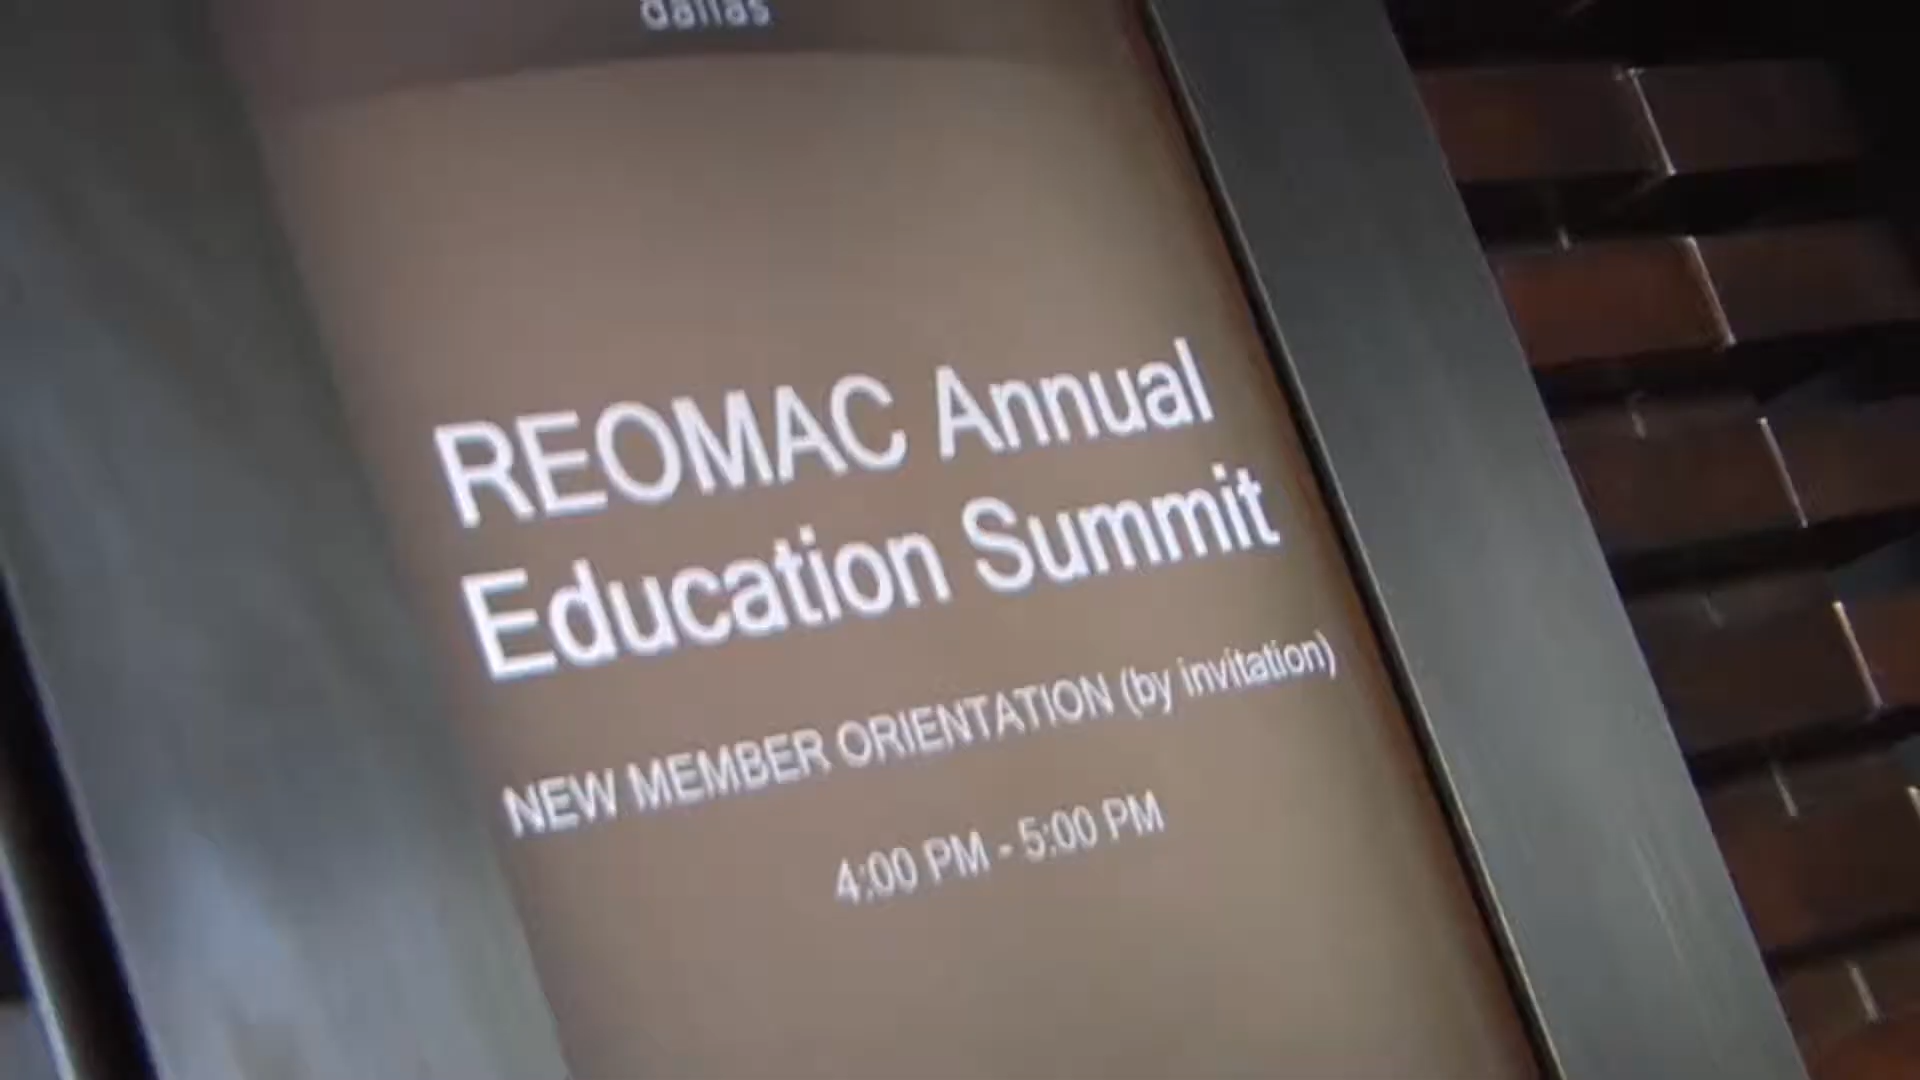 dallas
REOMAC Annual
Education Summit
NEW MEMBER ORIENTATION (by invitation)
4:00 PM - 5:00 PM